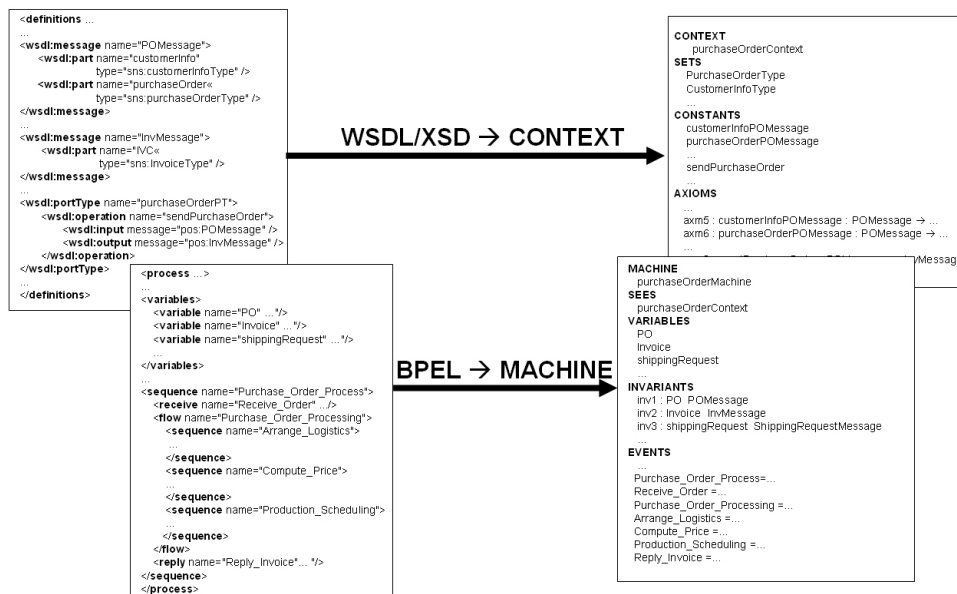 <definitions ...
...
<wsdl:message name="POMessage">
<wsdl:part name="customerInfo"
type="sns:customerInfoType" />
<wsdl:part name="purchaseOrder«
type="sns:purchaseOrderType" />
</wsdl:message>
...
<wsdl:message name="InvMessage">
<wsdl:part name="IVC«
type="sns:InvoiceType" />
</wsdl:message>
...
<wsdl:portType name="purchaseOrderPT">
<wsdl:operation name="sendPurchaseOrder">
<wsdl:input message="pos:POMessage" />
<wsdl:output message="pos:InvMessage" />
</wsdl:operation>
</wsdl:portType>
...
</definitions>
WSDL/XSD → CONTEXT
CONTEXT
purchaseOrderContext
SETS
PurchaseOrderType
CustomerInfoType
...
CONSTANTS
customerInfoPOMessage
purchaseOrderPOMessage
...
sendPurchaseOrder
...
AXIOMS
...
axm5 : customerInfoPOMessage : POMessage → ...
axm6 : purchaseOrderPOMessage : POMessage → ...
...
<process ...>
...
<variables>
<variable name="PO" ..."/>
<variable name="Invoice" ..."/>
<variable name="shippingRequest" ..."/>
...
</variables>
...
<sequence name="Purchase_Order_Process">
<receive name="Receive_Order" .../>
<flow name="Purchase_Order_Processing">
<sequence name="Arrange_Logistics">
...
</sequence>
<sequence name="Compute_Price">
...
</sequence>
<sequence name="Production_Scheduling">
...
</sequence>
</flow>
<reply name="Reply_Invoice"... "/>
</sequence>
</process>
BPEL → MACHINE
MACHINE
purchaseOrderMachine
SEES
purchaseOrderContext
VARIABLES
PO
Invoice
shippingRequest
...
INVARIANTS
inv1 : PO POMessage
inv2 : Invoice InvMessage
inv3 : shippingRequest ShippingRequestMessage
...
EVENTS
...
Purchase_Order_Process=...
Receive_Order =...
Purchase_Order_Processing =...
Arrange_Logistics =...
Compute_Price =...
Production_Scheduling =...
Reply_Invoice =...